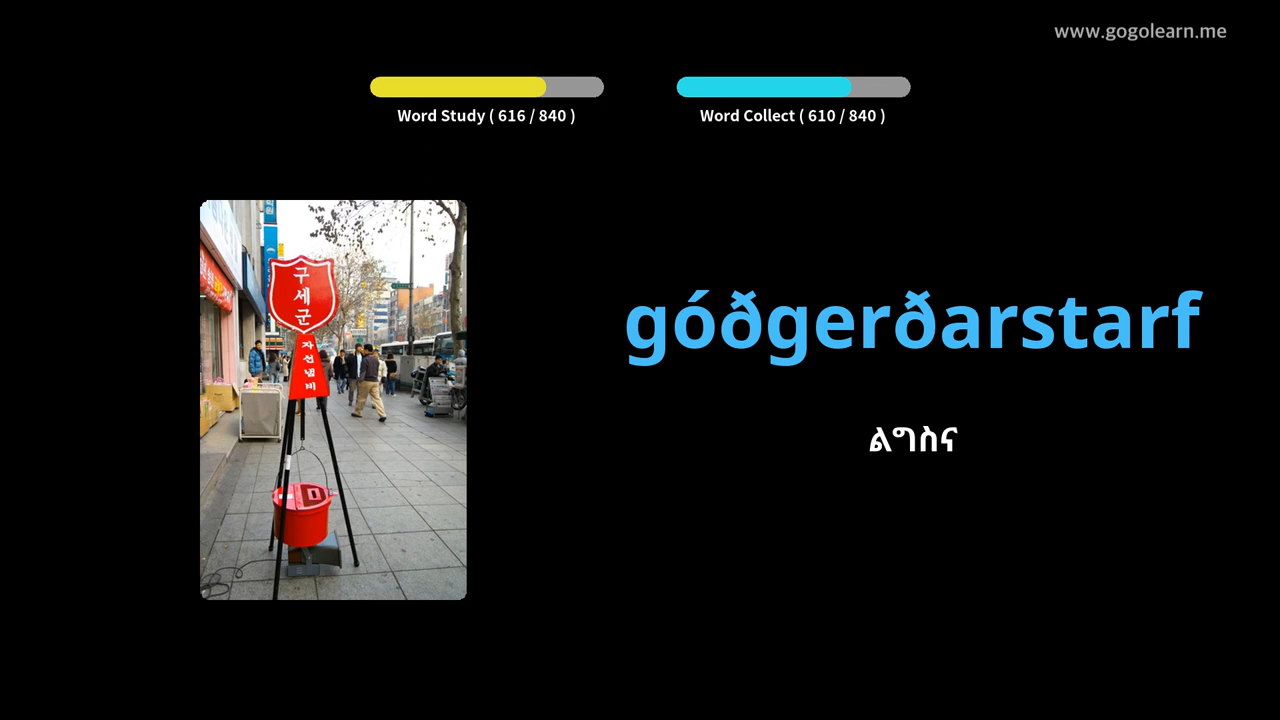 www.gogolearn.me
Word Study ( 616 / 840 )
Word Collect ( 610 / 840 )
구세군
자선냄비
góðgerðarstarf
ልግስና